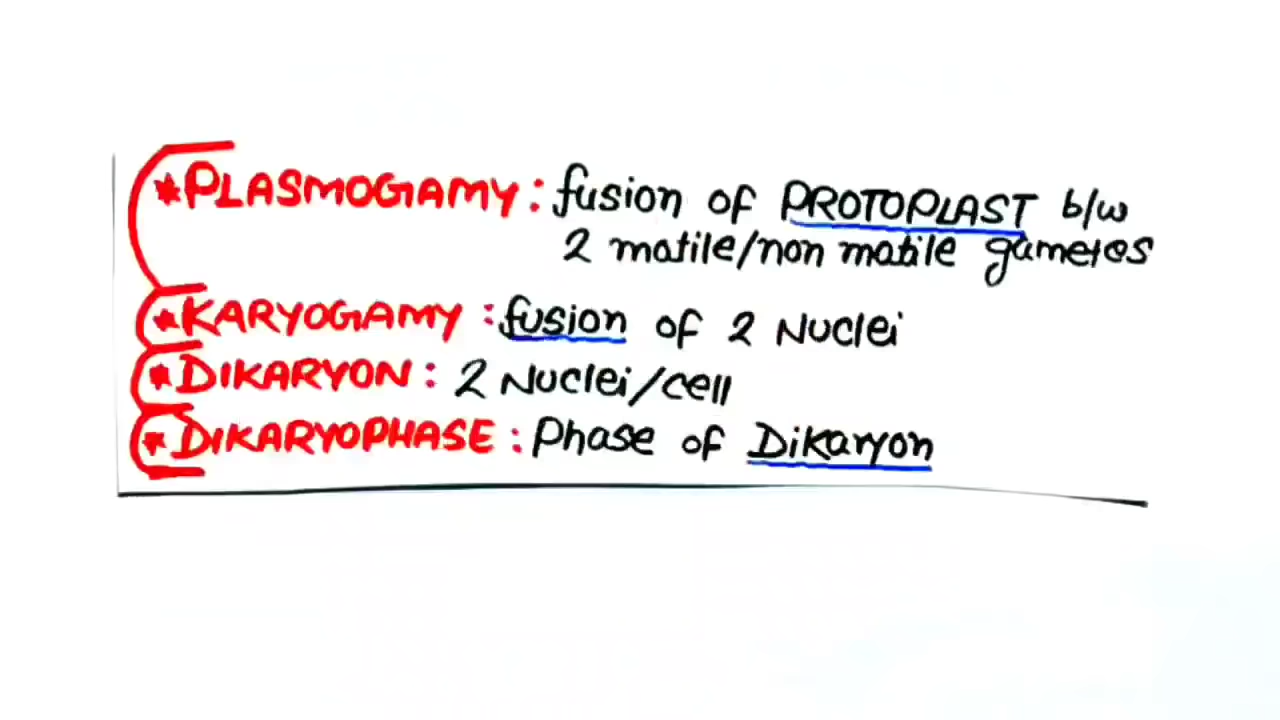 *PLASMOGAMY: fusion of PROTOPLAST b/w
2 motile/non motile gametes
*KARYOGAMY: fusion of 2 Nuclei
*DIKARYON: 2 Nuclei/cell
*DIKARYOPHASE: Phase of Dikaryon